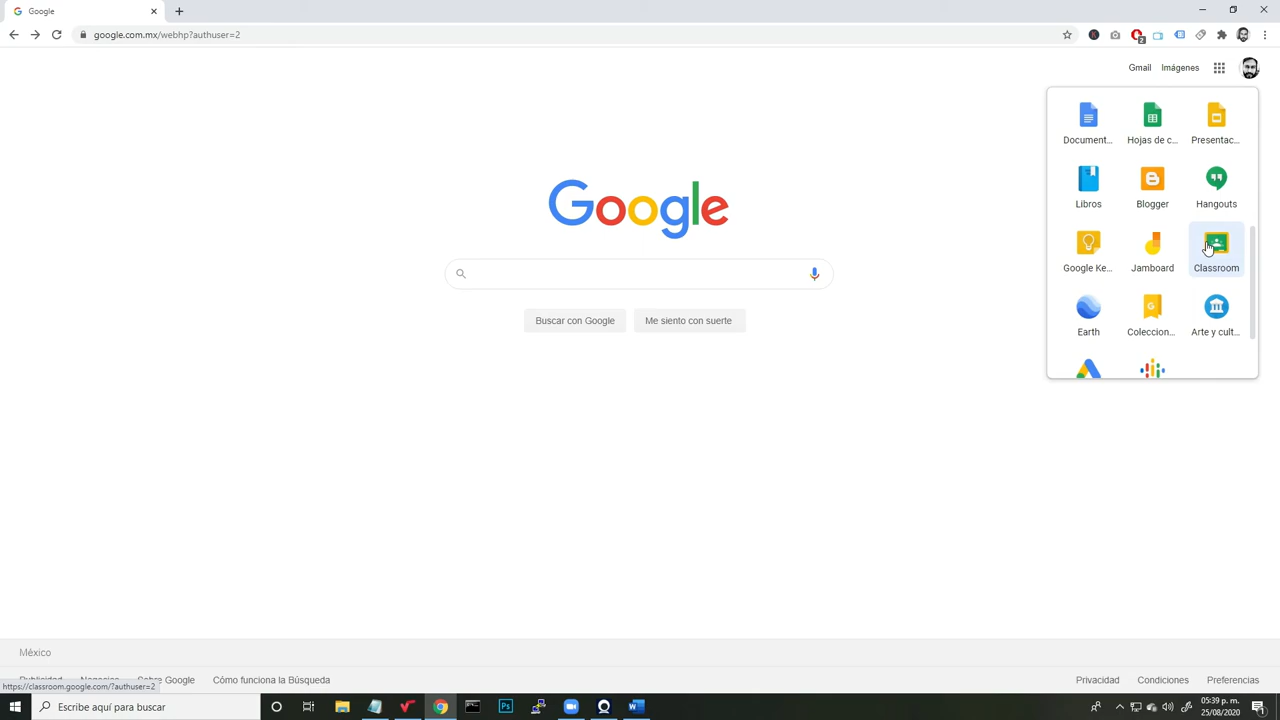 Google
google.com.mx/webhp?authuser=2
2
Gmail
Imágenes
Document...
Hojas de c...
Presentac...
Libros
Blogger
Hangouts
Google Ke...
Jamboard
Classroom
Earth
Coleccion...
Arte y cult...
Google
Buscar con Google
Me siento con suerte
México
Sobre Google
Cómo funciona la Búsqueda
Privacidad
Condiciones
Preferencias
https://classroom.google.com/?authuser=2
Escribe aquí para buscar
05:39 p. m.
25/08/2020